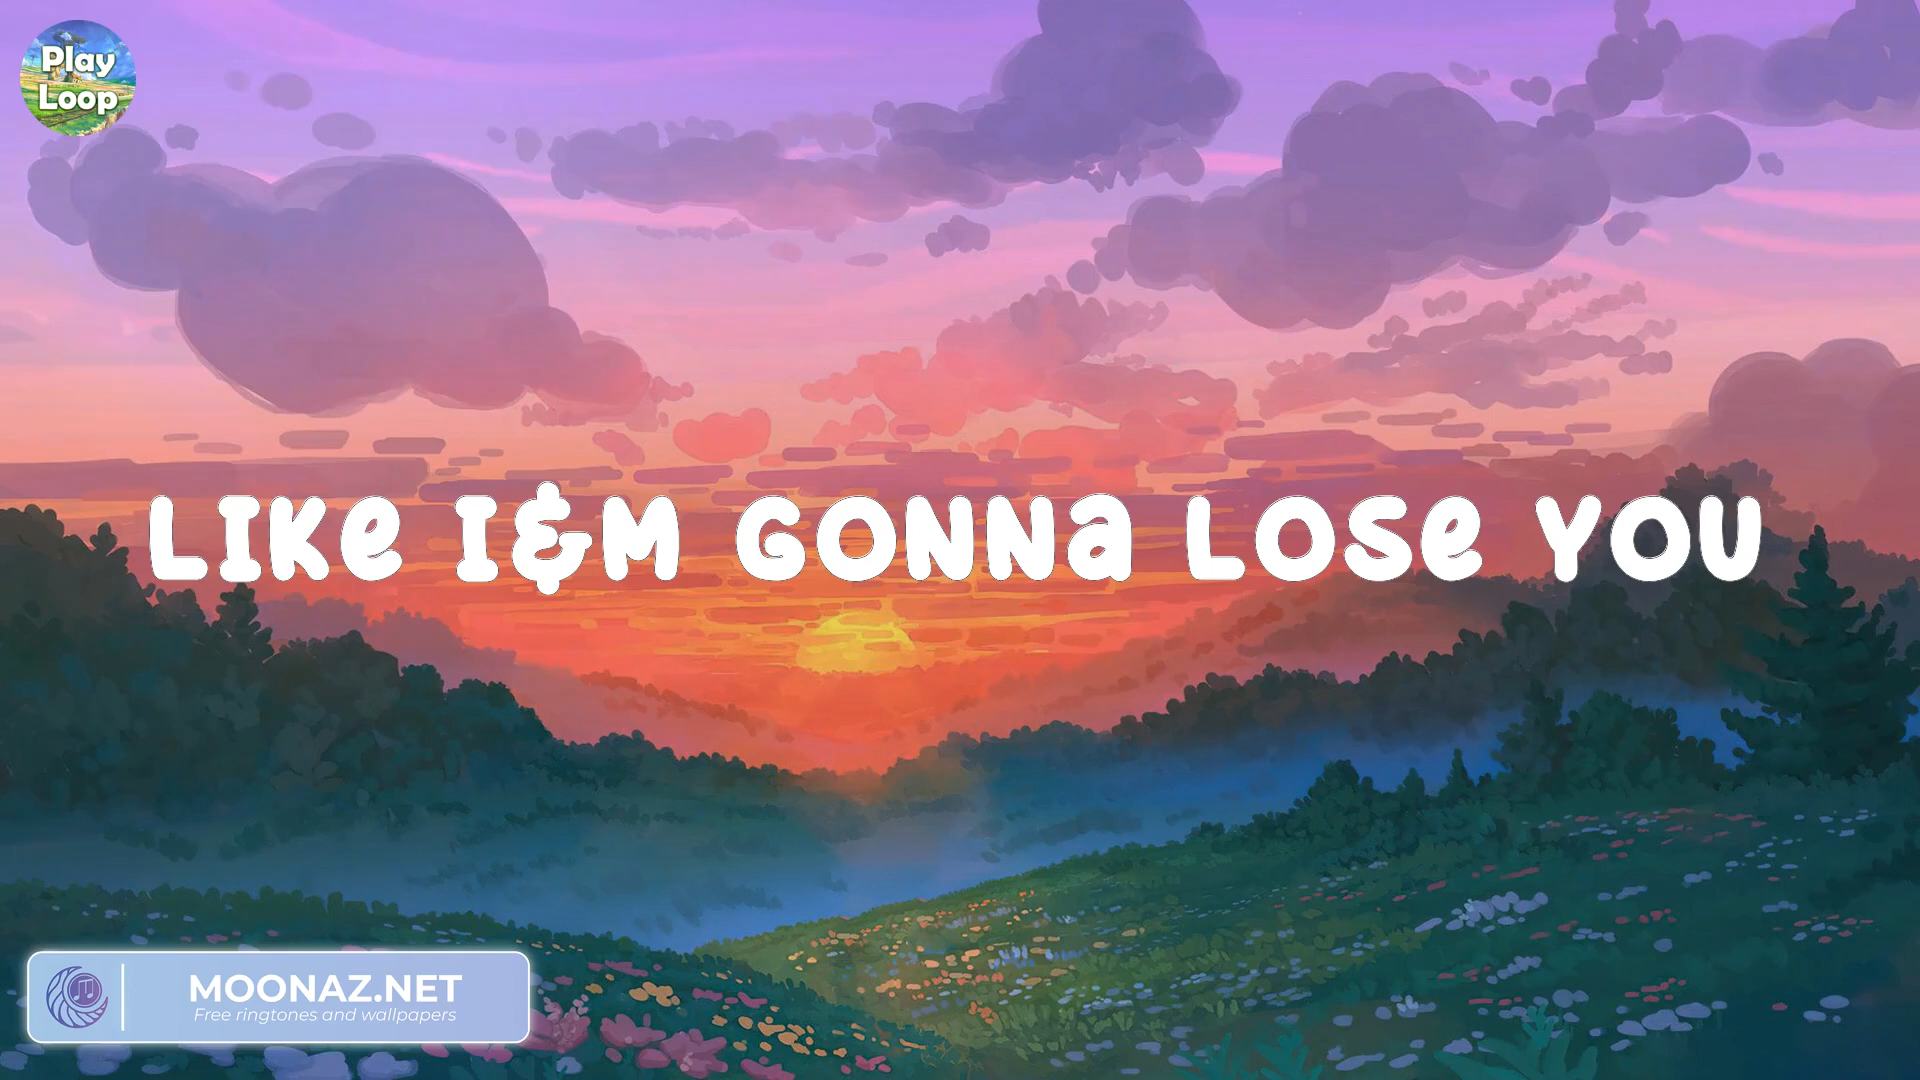 Play
Loop
LIKe I&M GONNa LOSe YOU
MOONAZ.NET
Free ringtones and wallpapers